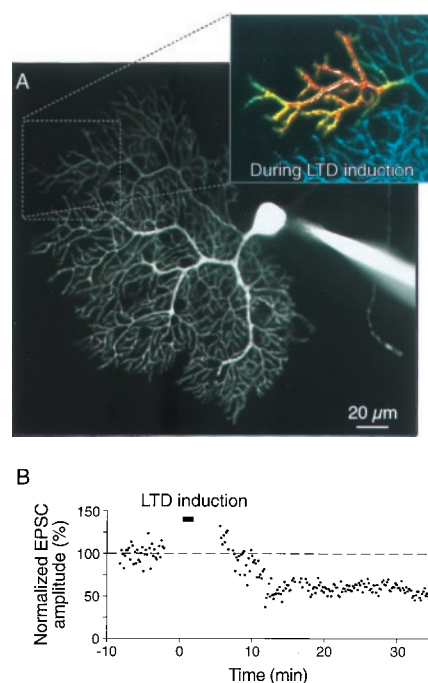 A
During LTD induction
20 µm
B
LTD induction
Normalized EPSC
amplitude (%)
150
100
50
0
-10
0
10
20
30
Time (min)